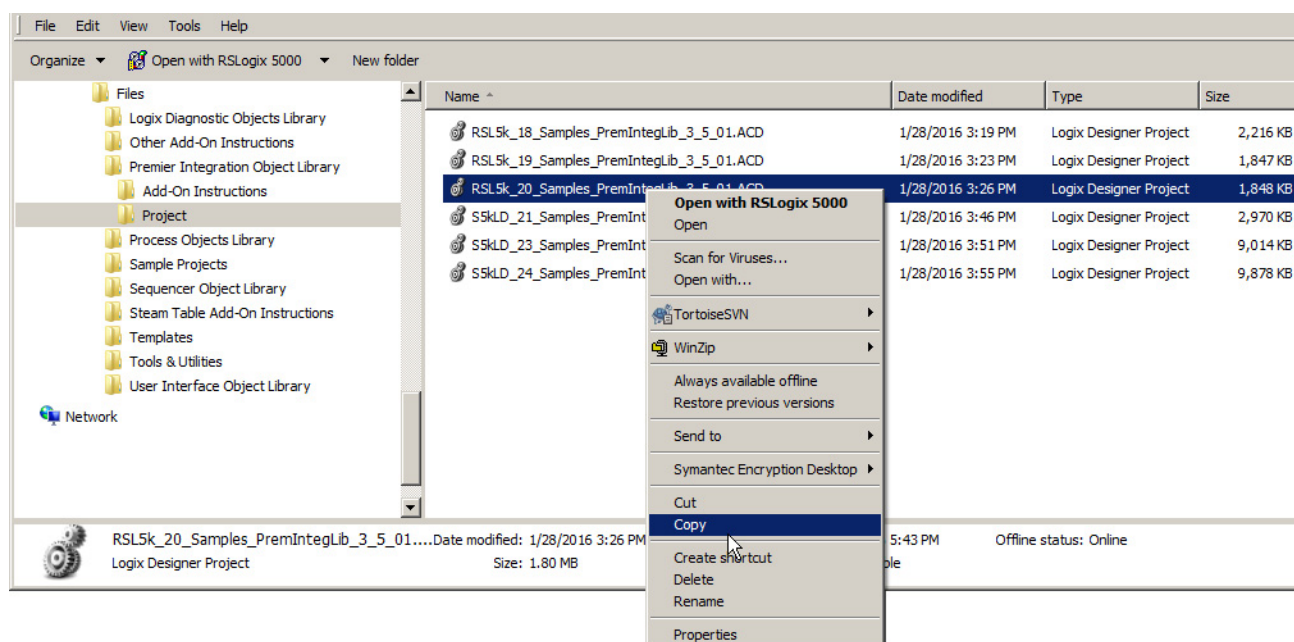 File Edit View Tools Help
Organize Open with RSLogix 5000 New folder
Files
Logix Diagnostic Objects Library
Other Add-On Instructions
Premier Integration Object Library
Add-On Instructions
Project
Process Objects Library
Sample Projects
Sequencer Object Library
Steam Table Add-On Instructions
Templates
Tools & Utilities
User Interface Object Library
Network
Name Date modified Type Size
RSL5k_18_Samples_PremIntegLib_3_5_01.ACD 1/28/2016 3:19 PM Logix Designer Project 2,216 KB
RSL5k_19_Samples_PremIntegLib_3_5_01.ACD 1/28/2016 3:23 PM Logix Designer Project 1,847 KB
RSL5k_20_Samples_PremIntegLib_3_5_01.ACD 1/28/2016 3:26 PM Logix Designer Project 1,848 KB
S5kLD_21_Samples_PremInt 1/28/2016 3:46 PM Logix Designer Project 2,970 KB
S5kLD_23_Samples_PremInt 1/28/2016 3:51 PM Logix Designer Project 9,014 KB
S5kLD_24_Samples_PremInt 1/28/2016 3:55 PM Logix Designer Project 9,878 KB
Open with RSLogix 5000
Open
Scan for Viruses...
Open with...
TortoiseSVN
WinZip
Always available offline
Restore previous versions
Send to
Symantec Encryption Desktop
Cut
Copy
Create shortcut
Delete
Rename
Properties
RSL5k_20_Samples_PremIntegLib_3_5_01.... Date modified: 1/28/2016 3:26 PM 5:43 PM Offline status: Online
Logix Designer Project Size: 1.80 MB